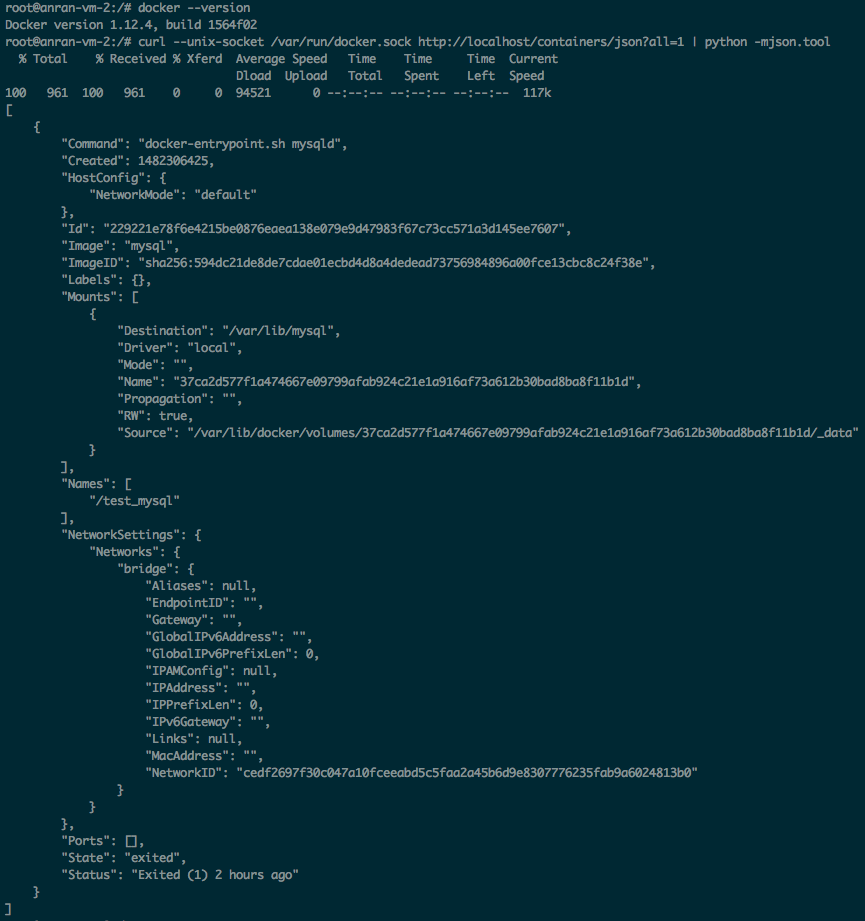 root@anran-vm-2:/# docker --version
Docker version 1.12.4, build 1564f02
root@anran-vm-2:/# curl --unix-socket /var/run/docker.sock http://localhost/containers/json?all=1 | python -mjson.tool
  % Total    % Received % Xferd  Average Speed   Time    Time     Time  Current
                                 Dload  Upload   Total   Spent    Left  Speed
100   961  100   961    0     0  94521      0 --:--:-- --:--:-- --:--:--  117k
[
    {
        "Command": "docker-entrypoint.sh mysqld",
        "Created": 1482306425,
        "HostConfig": {
            "NetworkMode": "default"
        },
        "Id": "229221e78f6e4215be0876eaea138e079e9d47983f67c73cc571a3d145ee7607",
        "Image": "mysql",
        "ImageID": "sha256:594dc21de8de7cdae01ecbd4d8a4dedead73756984896a00fce13cbc8c24f38e",
        "Labels": {},
        "Mounts": [
            {
                "Destination": "/var/lib/mysql",
                "Driver": "local",
                "Mode": "",
                "Name": "37ca2d577f1a474667e09799afab924c21e1a916af73a612b30bad8ba8f11b1d",
                "Propagation": "",
                "RW": true,
                "Source": "/var/lib/docker/volumes/37ca2d577f1a474667e09799afab924c21e1a916af73a612b30bad8ba8f11b1d/_data"
            }
        ],
        "Names": [
            "/test_mysql"
        ],
        "NetworkSettings": {
            "Networks": {
                "bridge": {
                    "Aliases": null,
                    "EndpointID": "",
                    "Gateway": "",
                    "GlobalIPv6Address": "",
                    "GlobalIPv6PrefixLen": 0,
                    "IPAMConfig": null,
                    "IPAddress": "",
                    "IPPrefixLen": 0,
                    "IPv6Gateway": "",
                    "Links": null,
                    "MacAddress": "",
                    "NetworkID": "cedf2697f30c047a10fceeabd5c5faa2a45b6d9e8307776235fab9a6024813b0"
                }
            }
        },
        "Ports": [],
        "State": "exited",
        "Status": "Exited (1) 2 hours ago"
    }
]